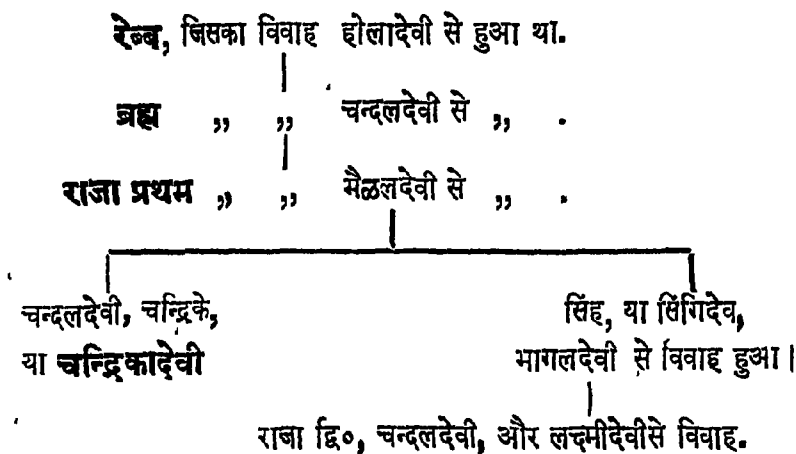 रेब्ब, जिसका विवाह होलादेवी से हुआ था.
ब्रह्म ,, ,, चन्दलदेवी से ,, .
राजा प्रथम ,, ,, मैळलदेवी से ,, .
चन्दलदेवी, चन्द्रिके, सिंह, या सिंगिदेव,
या चन्द्रिकादेवी भागलदेवी से विवाह हुआ।
राजा द्वि०, चन्दलदेवी, और लक्ष्मीदेवीसे विवाह.